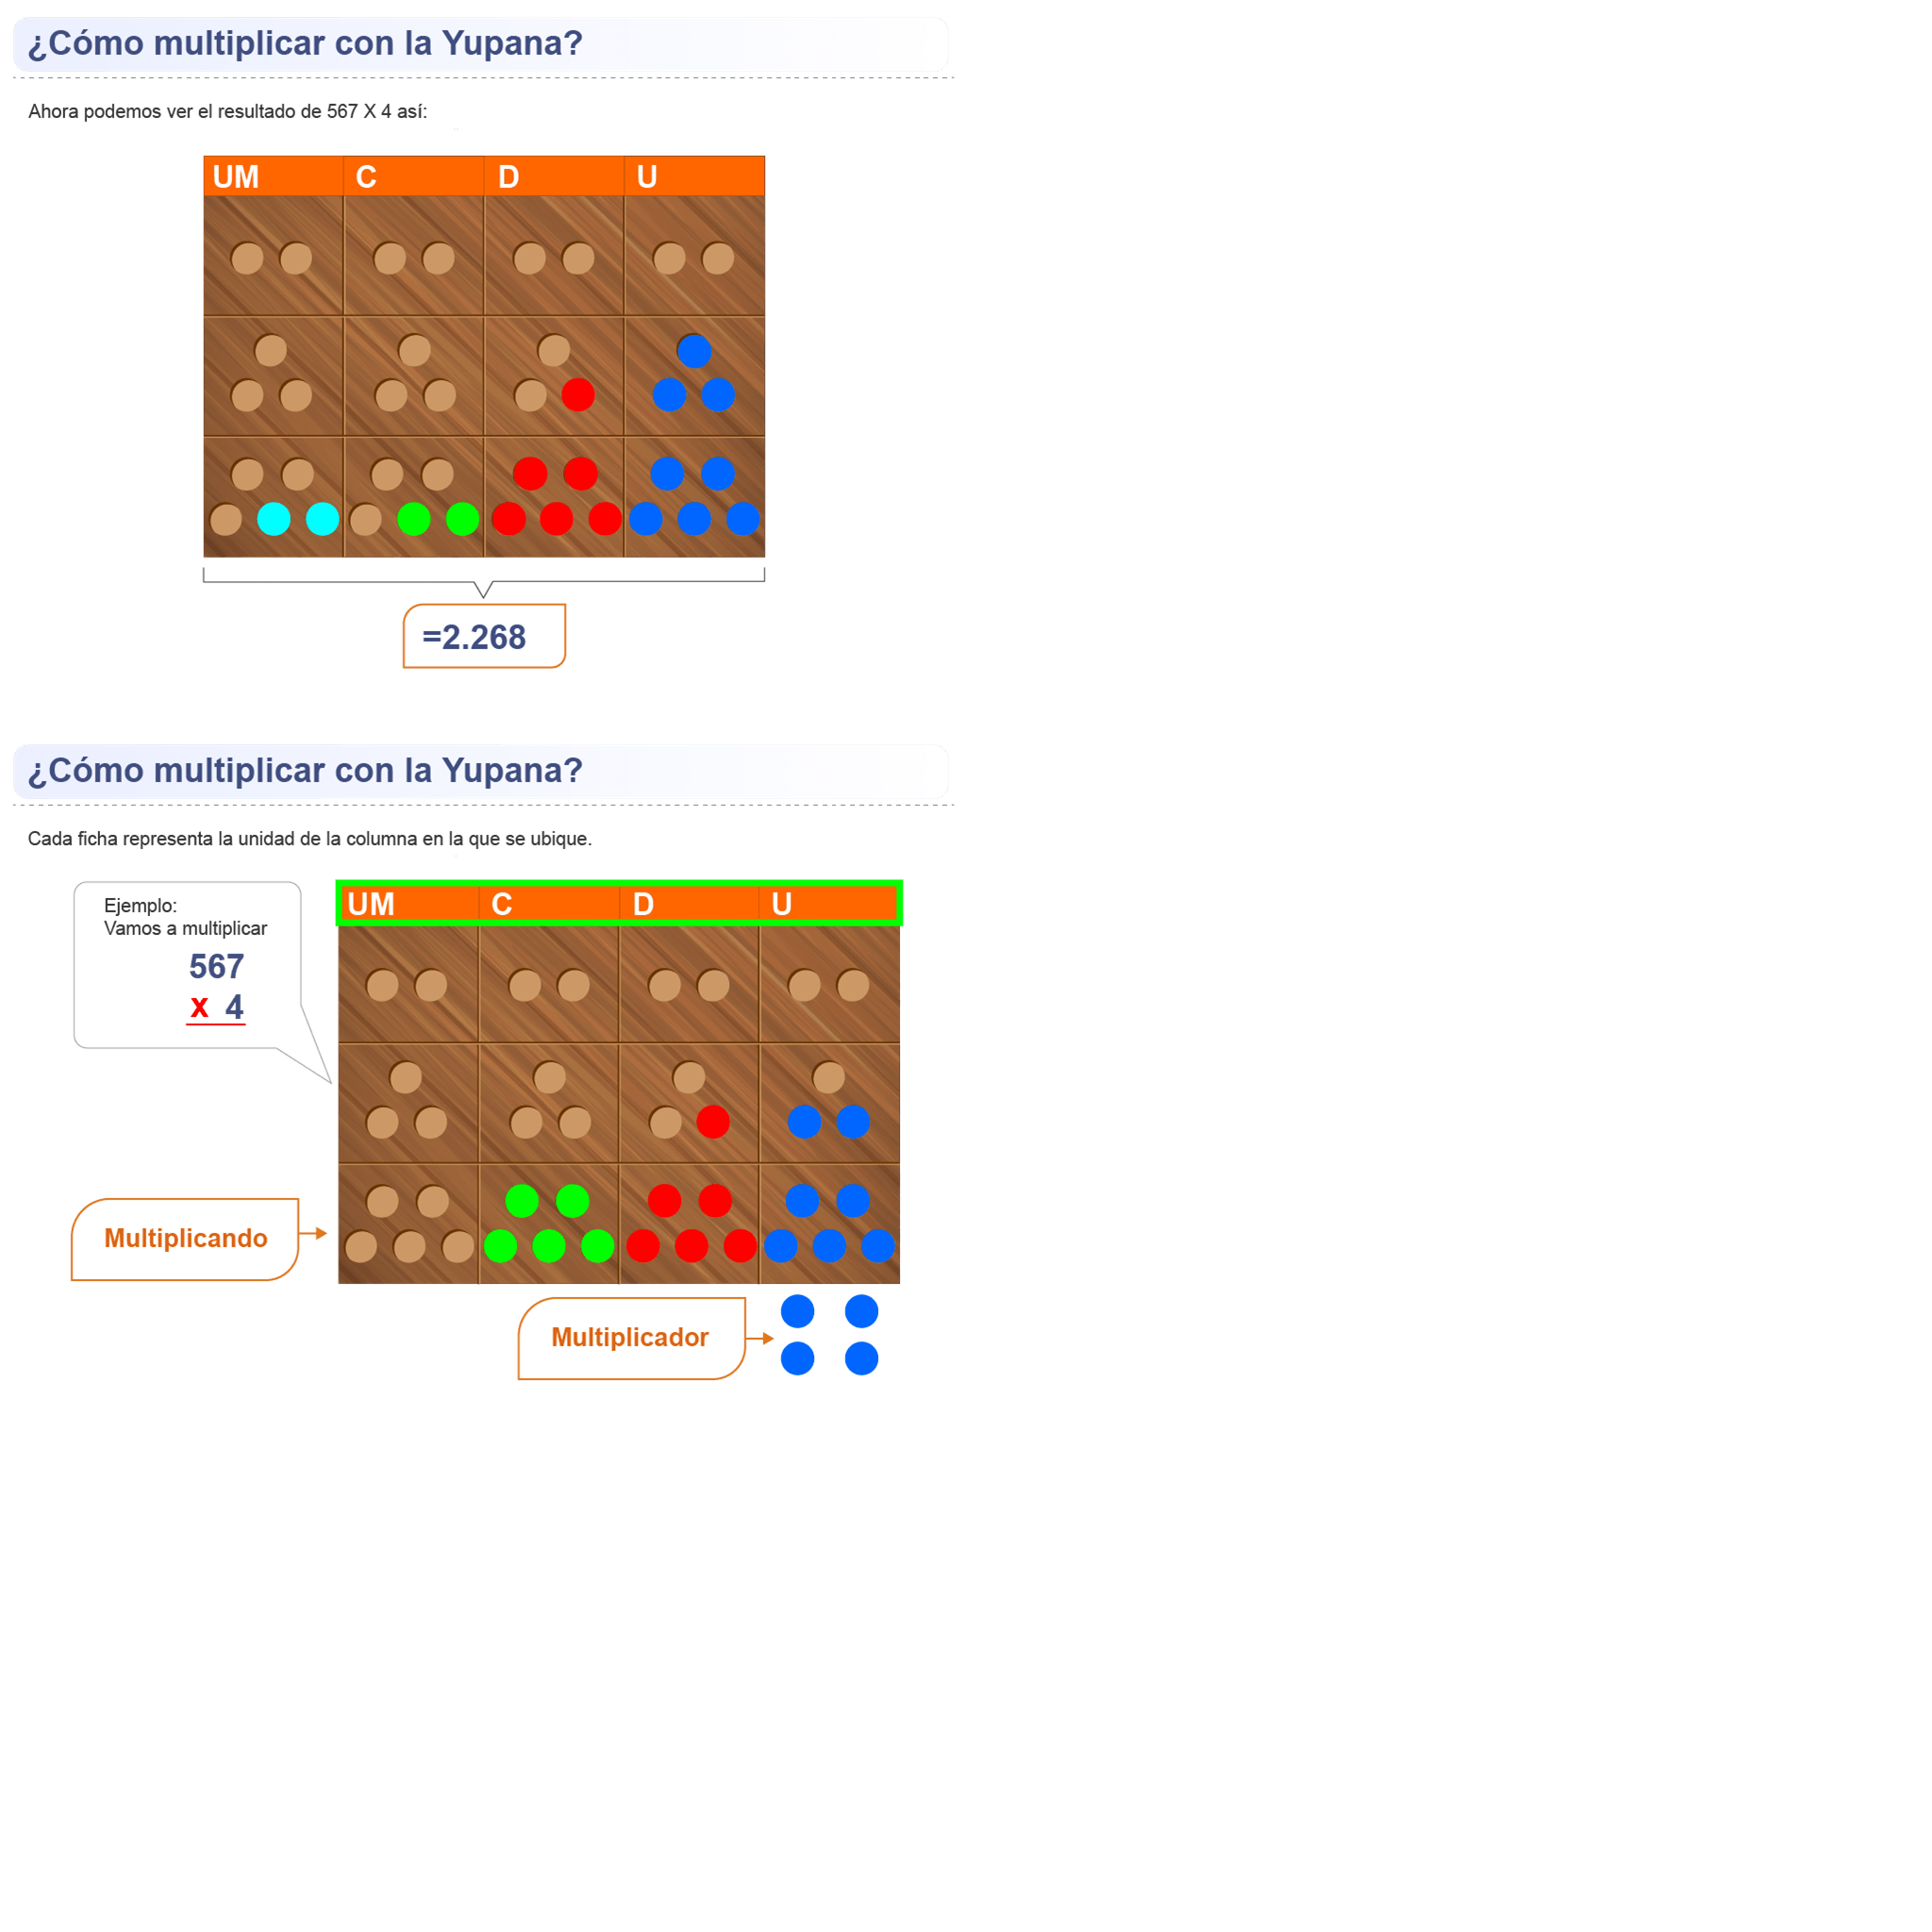 ¿Cómo multiplicar con la Yupana?
Ahora podemos ver el resultado de 567 X 4 así:
UM C D U
=2.268
¿Cómo multiplicar con la Yupana?
Cada ficha representa la unidad de la columna en la que se ubique.
Ejemplo:
Vamos a multiplicar
567
x 4
UM C D U
Multiplicando
Multiplicador